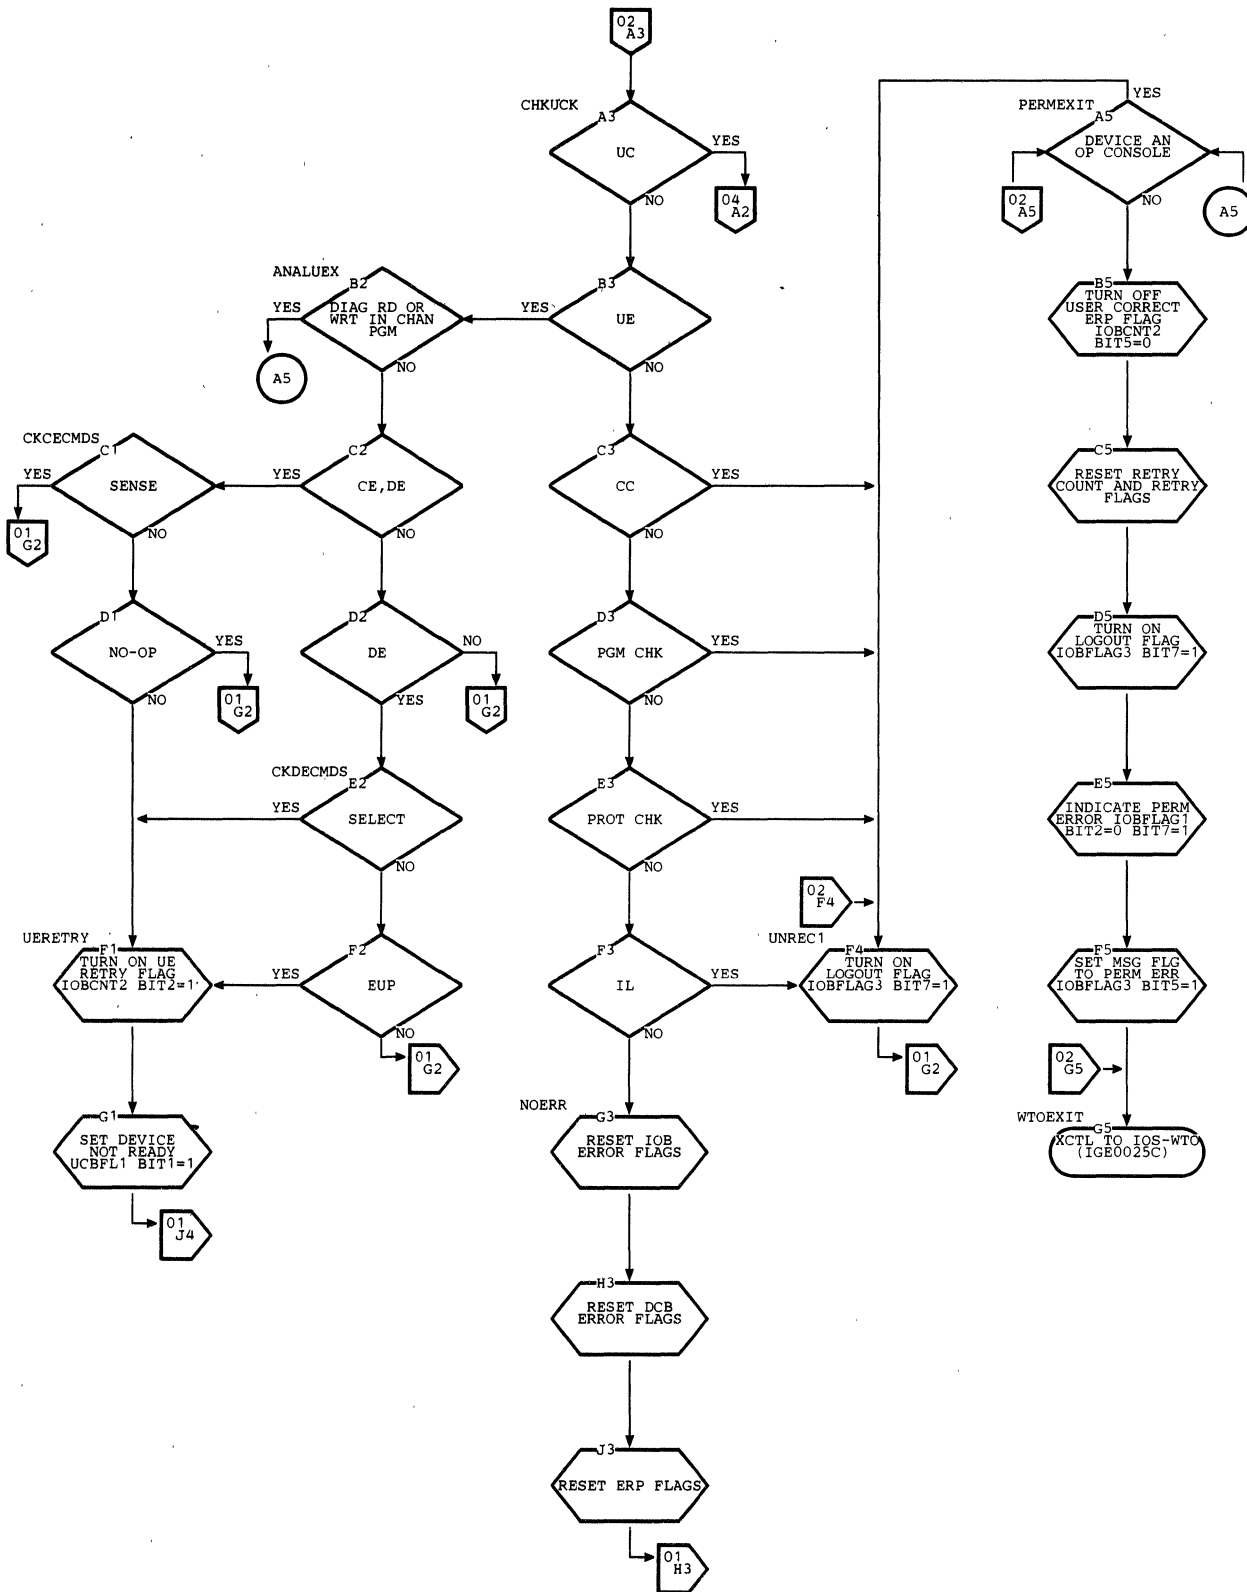 02
A3
CHKUCK
A3
UC
YES
NO
04
A2
PERMEXIT
A5
YES
DEVICE AN
OP CONSOLE
NO
02
A5
A5
ANALUEX
B2
YES
DIAG RD OR
WRT IN CHAN
PGM
NO
A5
YES
B3
UE
NO
B5
TURN OFF
USER CORRECT
ERP FLAG
IOBCNT2
BIT5=0
CKCECMDS
C1
YES
SENSE
NO
01
G2
YES
C2
CE,DE
NO
C3
CC
YES
NO
C5
RESET RETRY
COUNT AND RETRY
FLAGS
D1
NO-OP
YES
NO
01
G2
D2
DE
NO
YES
01
G2
D3
PGM CHK
YES
NO
D5
TURN ON
LOGOUT FLAG
IOBFLAG3 BIT7=1
CKDECMDS
E2
YES
SELECT
NO
E3
PROT CHK
YES
NO
E5
INDICATE PERM
ERROR IOBFLAG1
BIT2=0 BIT7=1
02
F4
UERETRY
F1
TURN ON UE
RETRY FLAG
IOBCNT2 BIT2=1
F2
YES
EUP
NO
01
G2
F3
IL
YES
NO
UNREC1
F4
TURN ON
LOGOUT FLAG
IOBFLAG3 BIT7=1
01
G2
F5
SET MSG FLG
TO PERM ERR
IOBFLAG3 BIT5=1
02
G5
G1
SET DEVICE
NOT READY
UCBFL1 BIT1=1
01
J4
NOERR
G3
RESET IOB
ERROR FLAGS
WTOEXIT
G5
XCTL TO IOS-WTO
(IGE0025C)
H3
RESET DCB
ERROR FLAGS
J3
RESET ERP FLAGS
01
H3